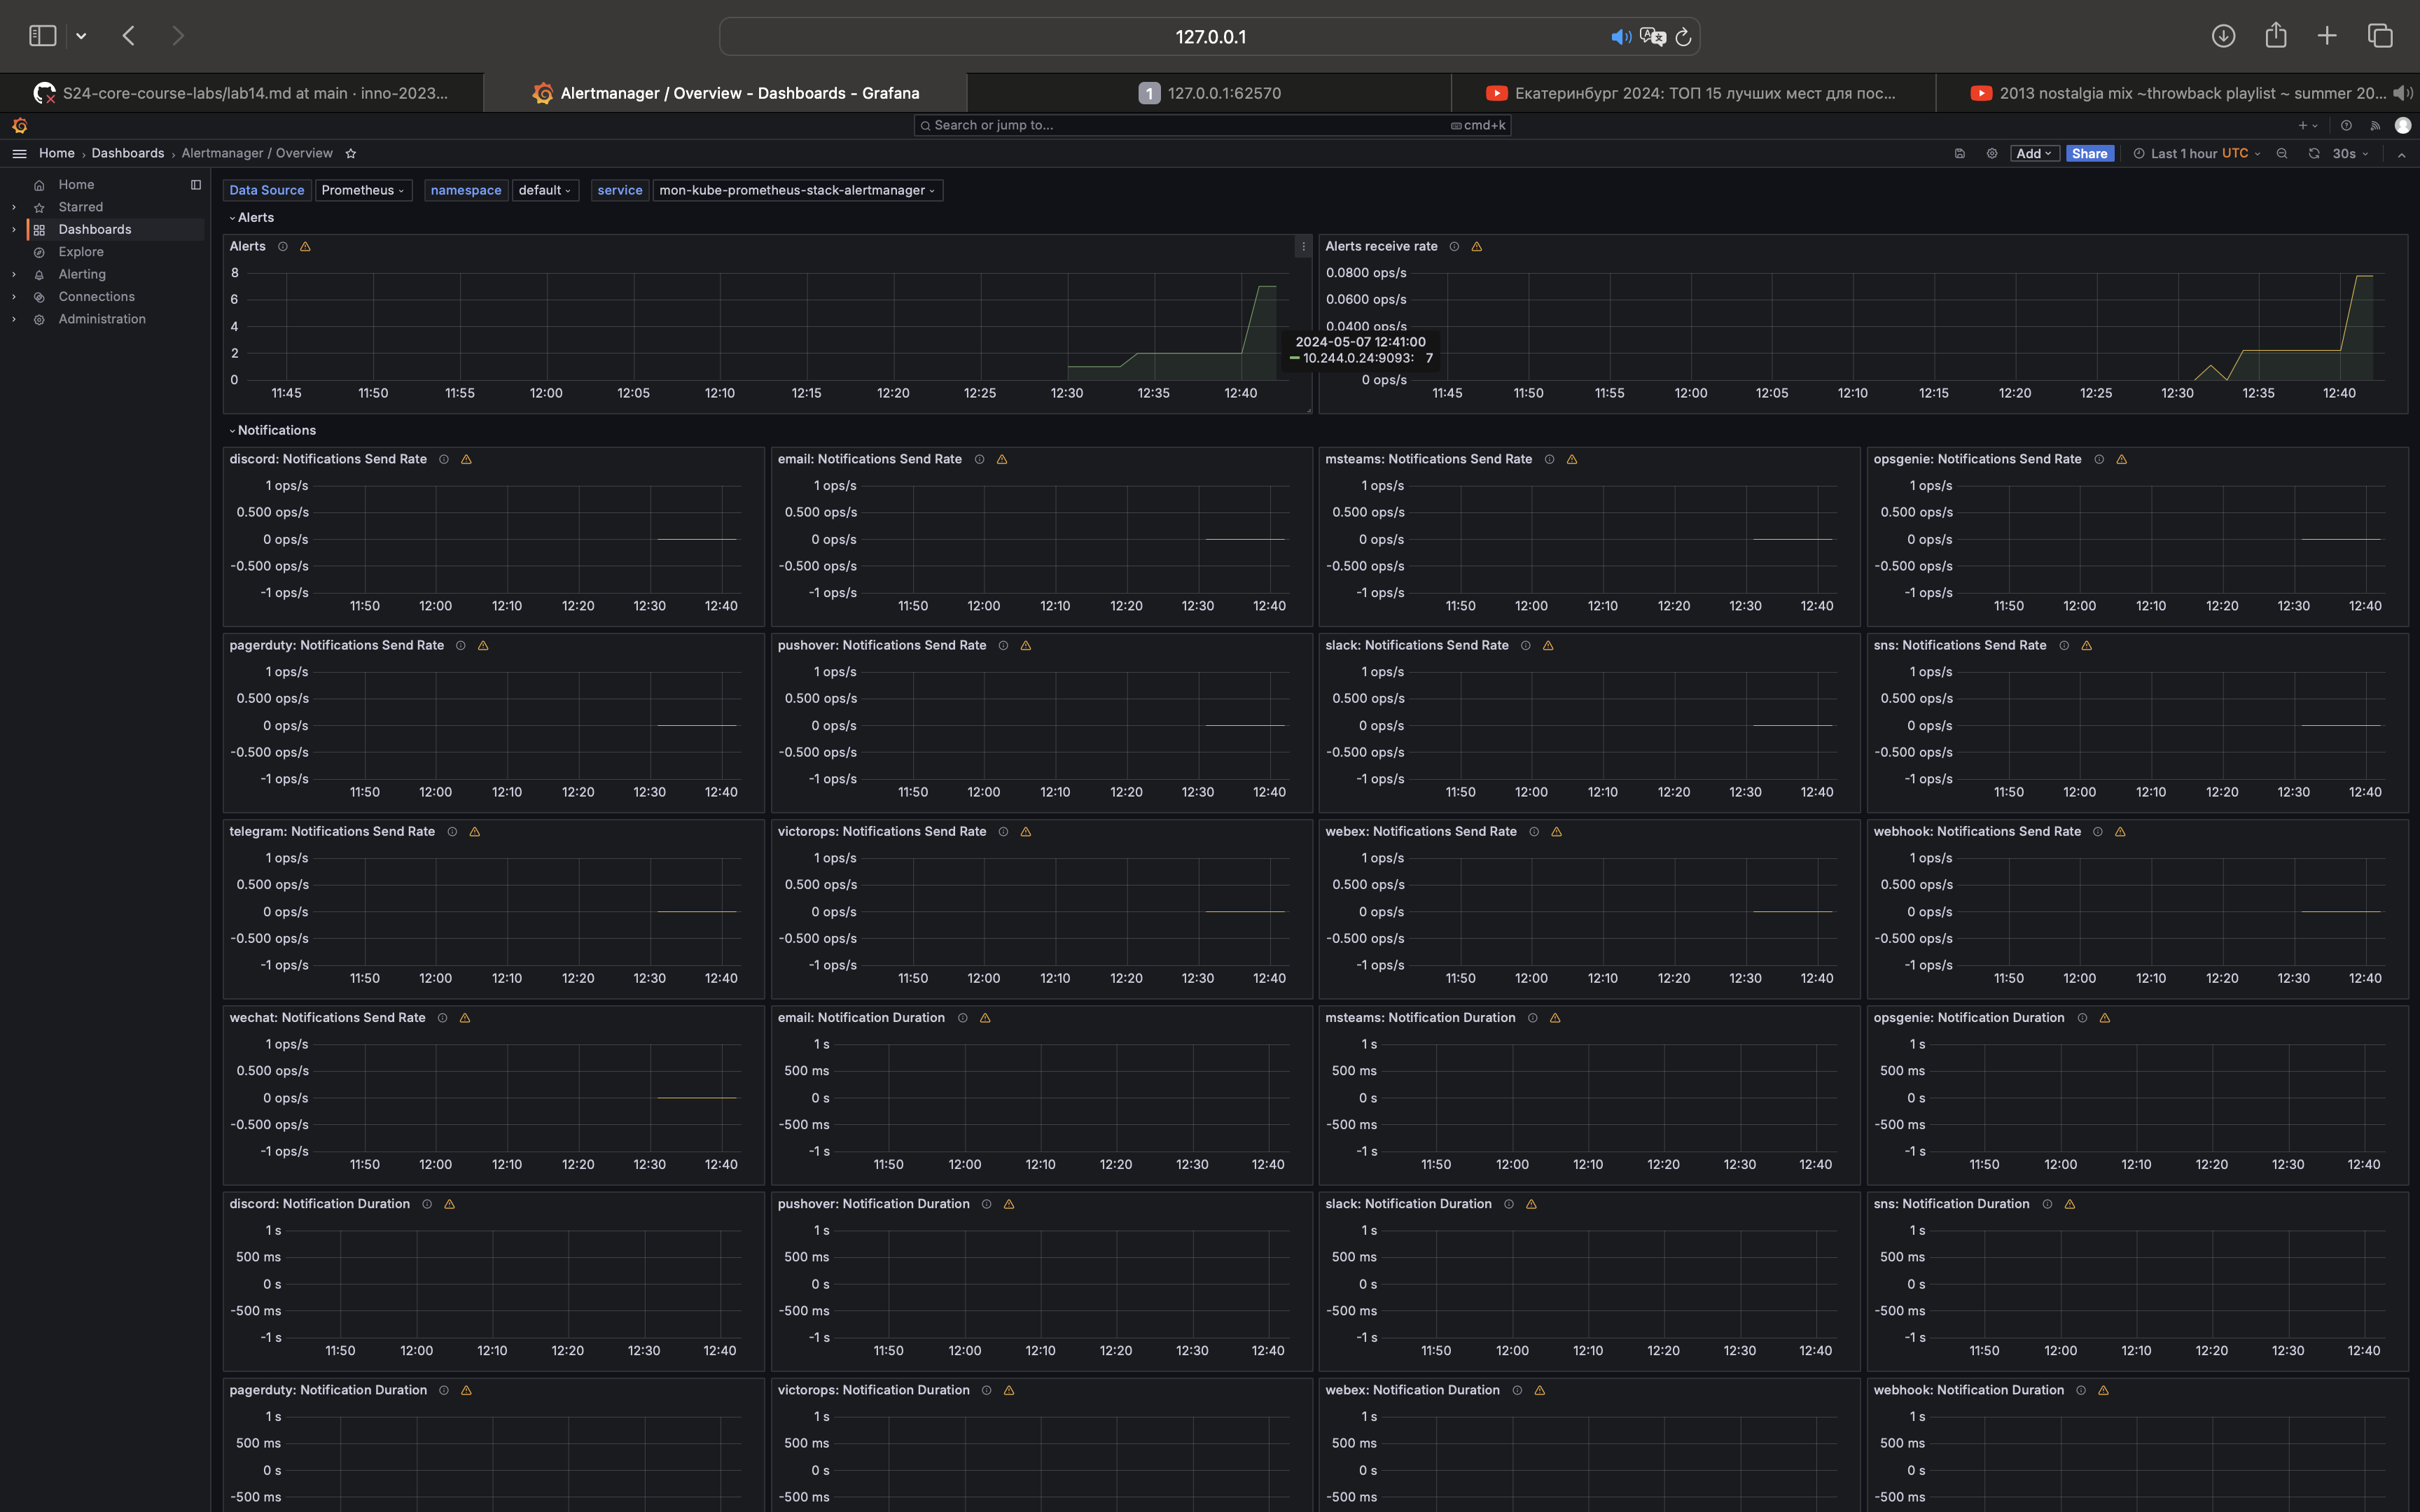 127.0.0.1
S24-core-course-labs/lab14.md at main · inno-2023...
Alertmanager / Overview - Dashboards - Grafana
1 127.0.0.1:62570
Екатеринбург 2024: ТОП 15 лучших мест для пос...
2013 nostalgia mix ~throwback playlist ~ summer 20...
Search or jump to... cmd+k
Home › Dashboards › Alertmanager / Overview
Add Share Last 1 hour UTC 30s
Home
Starred
Dashboards
Explore
Alerting
Connections
Administration
Data Source Prometheus namespace default service mon-kube-prometheus-stack-alertmanager
Alerts
Alerts
8
6
4
2
0
11:45 11:50 11:55 12:00 12:05 12:10 12:15 12:20 12:25 12:30 12:35 12:40
Alerts receive rate
0.0800 ops/s
0.0600 ops/s
0.0400 ops/s
0 ops/s
11:45 11:50 11:55 12:00 12:05 12:10 12:15 12:20 12:25 12:30 12:35 12:40
2024-05-07 12:41:00
10.244.0.24:9093: 7
Notifications
discord: Notifications Send Rate
1 ops/s
0.500 ops/s
0 ops/s
-0.500 ops/s
-1 ops/s
11:50 12:00 12:10 12:20 12:30 12:40
email: Notifications Send Rate
1 ops/s
0.500 ops/s
0 ops/s
-0.500 ops/s
-1 ops/s
11:50 12:00 12:10 12:20 12:30 12:40
msteams: Notifications Send Rate
1 ops/s
0.500 ops/s
0 ops/s
-0.500 ops/s
-1 ops/s
11:50 12:00 12:10 12:20 12:30 12:40
opsgenie: Notifications Send Rate
1 ops/s
0.500 ops/s
0 ops/s
-0.500 ops/s
-1 ops/s
11:50 12:00 12:10 12:20 12:30 12:40
pagerduty: Notifications Send Rate
1 ops/s
0.500 ops/s
0 ops/s
-0.500 ops/s
-1 ops/s
11:50 12:00 12:10 12:20 12:30 12:40
pushover: Notifications Send Rate
1 ops/s
0.500 ops/s
0 ops/s
-0.500 ops/s
-1 ops/s
11:50 12:00 12:10 12:20 12:30 12:40
slack: Notifications Send Rate
1 ops/s
0.500 ops/s
0 ops/s
-0.500 ops/s
-1 ops/s
11:50 12:00 12:10 12:20 12:30 12:40
sns: Notifications Send Rate
1 ops/s
0.500 ops/s
0 ops/s
-0.500 ops/s
-1 ops/s
11:50 12:00 12:10 12:20 12:30 12:40
telegram: Notifications Send Rate
1 ops/s
0.500 ops/s
0 ops/s
-0.500 ops/s
-1 ops/s
11:50 12:00 12:10 12:20 12:30 12:40
victorops: Notifications Send Rate
1 ops/s
0.500 ops/s
0 ops/s
-0.500 ops/s
-1 ops/s
11:50 12:00 12:10 12:20 12:30 12:40
webex: Notifications Send Rate
1 ops/s
0.500 ops/s
0 ops/s
-0.500 ops/s
-1 ops/s
11:50 12:00 12:10 12:20 12:30 12:40
webhook: Notifications Send Rate
1 ops/s
0.500 ops/s
0 ops/s
-0.500 ops/s
-1 ops/s
11:50 12:00 12:10 12:20 12:30 12:40
wechat: Notifications Send Rate
1 ops/s
0.500 ops/s
0 ops/s
-0.500 ops/s
-1 ops/s
11:50 12:00 12:10 12:20 12:30 12:40
email: Notification Duration
1 s
500 ms
0 s
-500 ms
-1 s
11:50 12:00 12:10 12:20 12:30 12:40
msteams: Notification Duration
1 s
500 ms
0 s
-500 ms
-1 s
11:50 12:00 12:10 12:20 12:30 12:40
opsgenie: Notification Duration
1 s
500 ms
0 s
-500 ms
-1 s
11:50 12:00 12:10 12:20 12:30 12:40
discord: Notification Duration
1 s
500 ms
0 s
-500 ms
-1 s
11:50 12:00 12:10 12:20 12:30 12:40
pushover: Notification Duration
1 s
500 ms
0 s
-500 ms
-1 s
11:50 12:00 12:10 12:20 12:30 12:40
slack: Notification Duration
1 s
500 ms
0 s
-500 ms
-1 s
11:50 12:00 12:10 12:20 12:30 12:40
sns: Notification Duration
1 s
500 ms
0 s
-500 ms
-1 s
11:50 12:00 12:10 12:20 12:30 12:40
pagerduty: Notification Duration
1 s
500 ms
0 s
-500 ms
victorops: Notification Duration
1 s
500 ms
0 s
-500 ms
webex: Notification Duration
1 s
500 ms
0 s
-500 ms
webhook: Notification Duration
1 s
500 ms
0 s
-500 ms